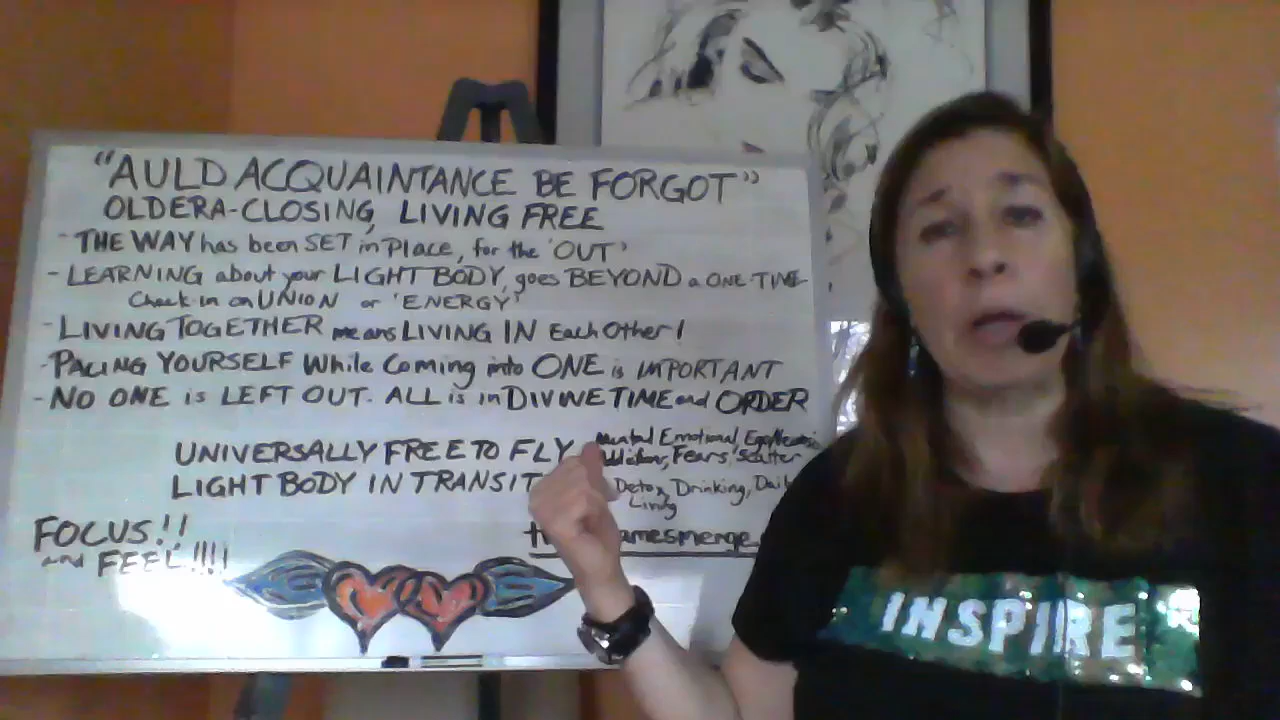 "AULD ACQUAINTANCE BE FORGOT"
OLDERA-CLOSING, LIVING FREE
- THE WAY has been SET in Place, for the 'OUT'
- LEARNING about your LIGHT BODY, goes BEYOND a ONE TIME
Check-in on UNION or 'ENERGY'
- LIVING TOGETHER means LIVING IN Each Other!
- PACING YOURSELF While Coming into ONE is IMPORTANT
- NO ONE is LEFT OUT. ALL is in DIVINE TIME and ORDER
UNIVERSALLY FREE TO FLY
Mental Emotional,
Fears, Scatter
LIGHT BODY IN TRANSIT
Detox, Drinking,
Living
amesmerge
FOCUS!!
and FEEL!!!!
INSPIRE